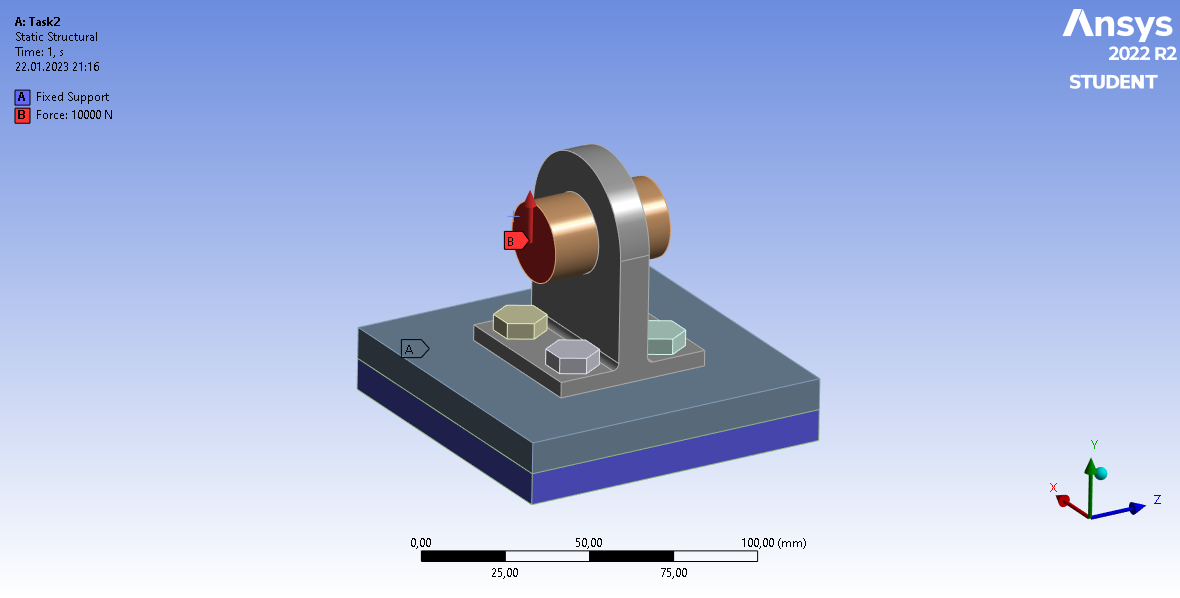 A: Task2
Static Structural
Time: 1, s
22.01.2023 21:16
A Fixed Support
B Force: 10000 N
Ansys
2022 R2
STUDENT
B
A
Y
X
Z
0,00 50,00 100,00 (mm)
25,00 75,00